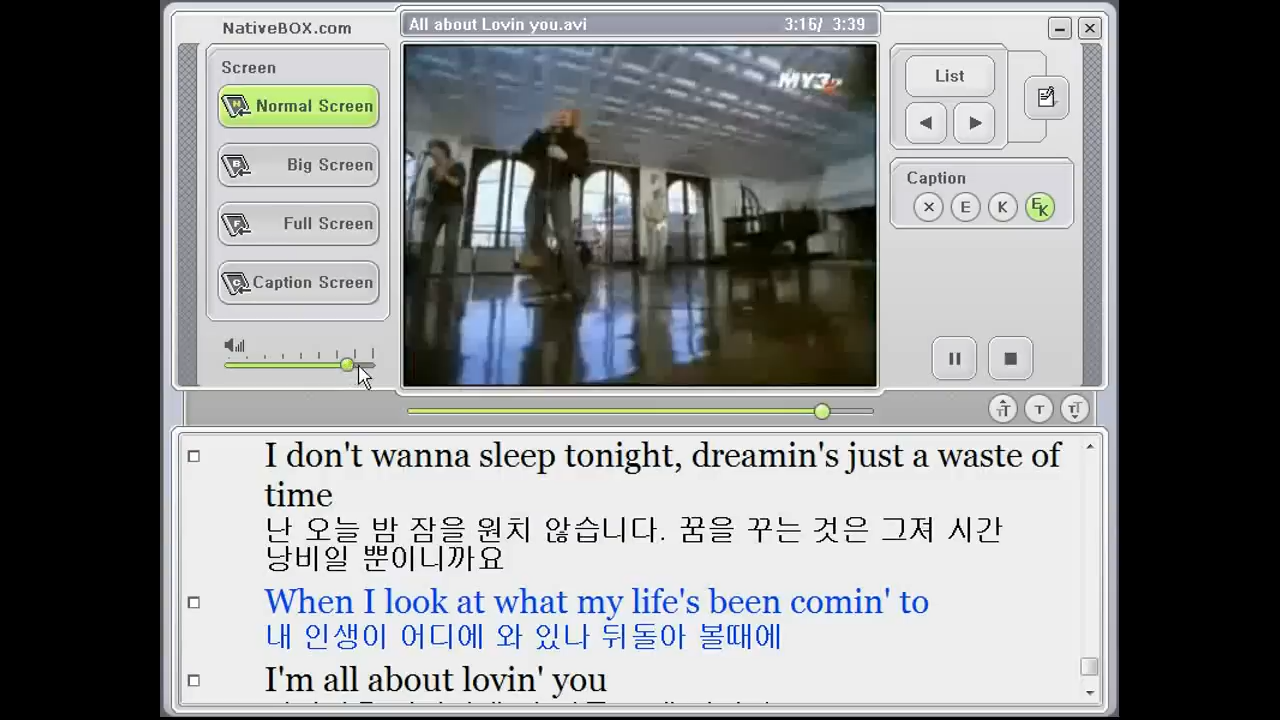 NativeBOX.com
All about Lovin you.avi
3:15/ 3:39
Screen
Normal Screen
Big Screen
Full Screen
Caption Screen
МУЗ
List
Caption
E
K
EK
T
T
tT
I don't wanna sleep tonight, dreamin's just a waste of
time
난 오늘 밤 잠을 원치 않습니다. 꿈을 꾸는 것은 그져 시간
낭비일 뿐이니까요
When I look at what my life's been comin' to
내 인생이 어디에 와 있나 뒤돌아 볼때에
I'm all about lovin' you